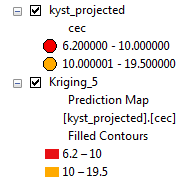 kyst_projected
cec
6.200000 - 10.000000
10.000001 - 19.500000
Kriging_5
Prediction Map
[kyst_projected].[cec]
Filled Contours
6.2 – 10
10 – 19.5